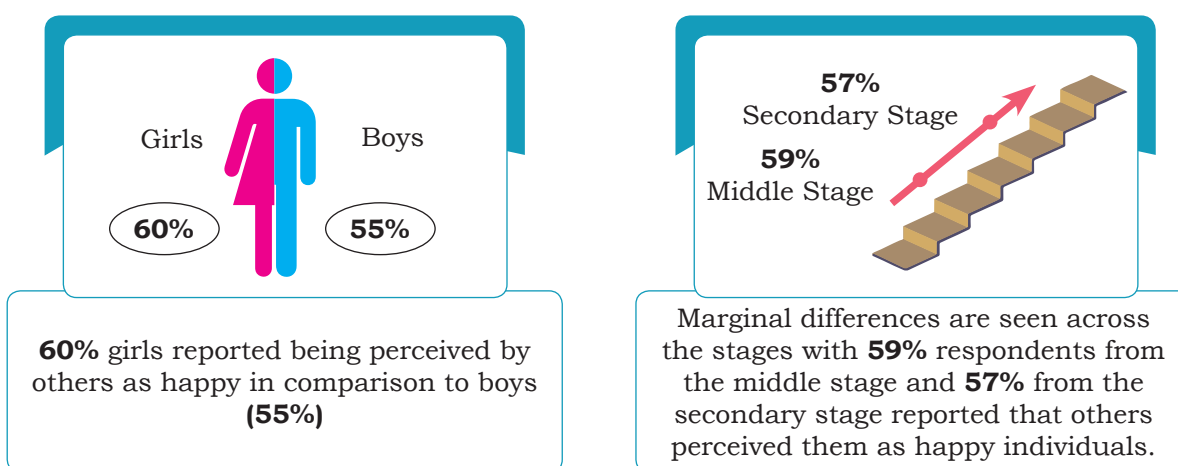 Girls
Boys
60%
55%
60% girls reported being perceived by
others as happy in comparison to boys
(55%)
57%
Secondary Stage
59%
Middle Stage
Marginal differences are seen across
the stages with 59% respondents from
the middle stage and 57% from the
secondary stage reported that others
perceived them as happy individuals.